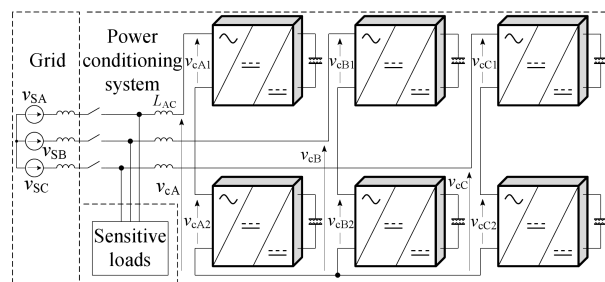 Grid
Power
conditioning
system
vSA
vSB
vSC
LAC
vcA1
vcB1
vcC1
vcA
vcB
vcC
vcA2
vcB2
vcC2
Sensitive
loads